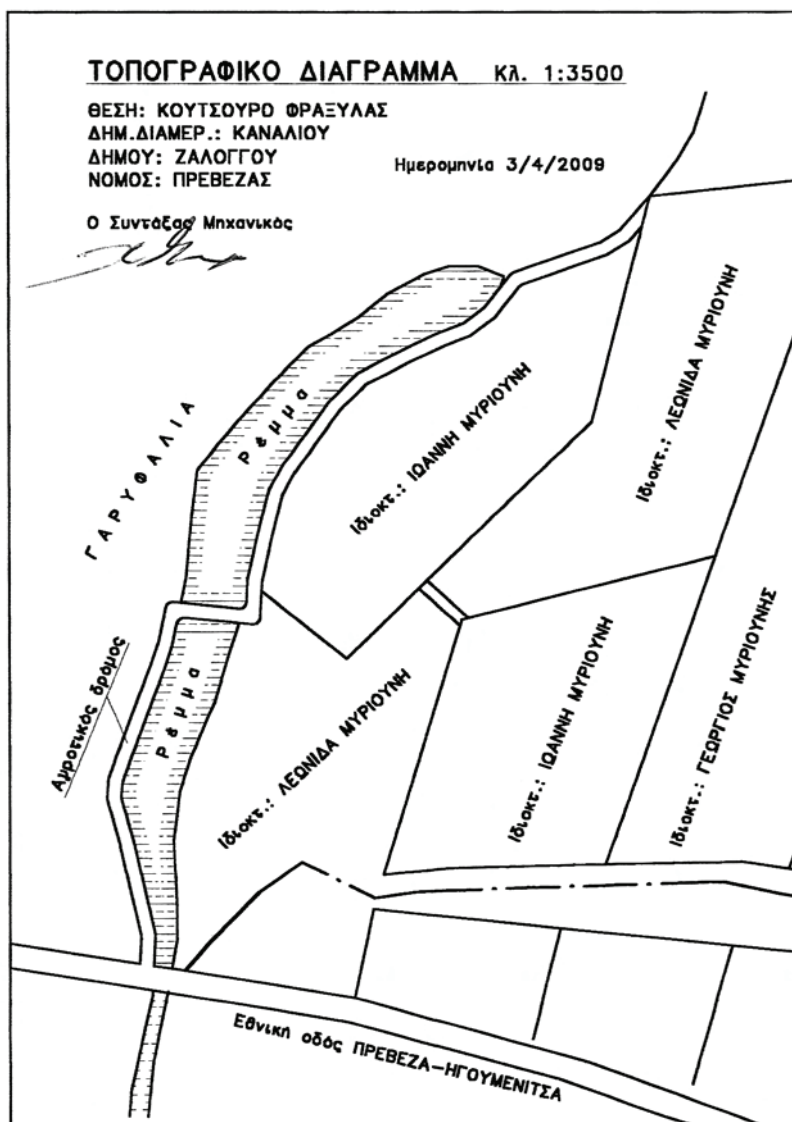 ΤΟΠΟΓΡΑΦΙΚΟ ΔΙΑΓΡΑΜΜΑ Κλ. 1:3500
ΘΕΣΗ: ΚΟΥΤΣΟΥΡΟ ΦΡΑΞΥΛΑΣ
ΔΗΜ.ΔΙΑΜΕΡ.: ΚΑΝΑΛΙΟΥ
ΔΗΜΟΥ: ΖΑΛΟΓΓΟΥ
ΝΟΜΟΣ: ΠΡΕΒΕΖΑΣ
Ημερομηνία 3/4/2009
Ο Συντάξας Μηχανικός
ΓΑΡΥΦΑΛΙΑ
Ρέμμα
Ιδιοκτ.: ΙΩΑΝΝΗ ΜΥΡΙΟΥΝΗ
Ιδιοκτ.: ΛΕΩΝΙΔΑ ΜΥΡΙΟΥΝΗ
Αγροτικός δρόμος
Ρέμμα
Ιδιοκτ.: ΛΕΩΝΙΔΑ ΜΥΡΙΟΥΝΗ
Ιδιοκτ.: ΙΩΑΝΝΗ ΜΥΡΙΟΥΝΗ
Ιδιοκτ.: ΓΕΩΡΓΙΟΣ ΜΥΡΙΟΥΝΗΣ
Εθνική οδός ΠΡΕΒΕΖΑ-ΗΓΟΥΜΕΝΙΤΣΑ